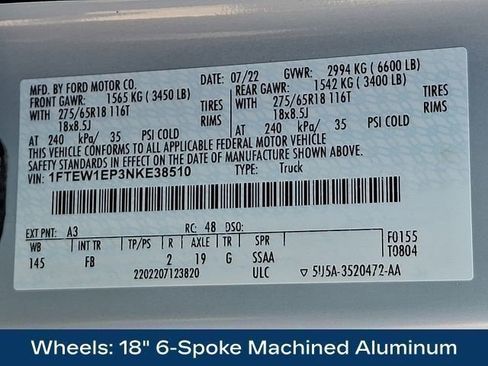 MFD. BY FORD MOTOR CO. DATE: 07/22 GVWR: 2994 KG ( 6600 LB)
FRONT GAWR: 1565 KG ( 3450 LB) REAR GAWR: 1542 KG ( 3400 LB)
WITH 275/65R18 116T TIRES WITH 275/65R18 116T TIRES
18x8.5J RIMS 18x8.5J RIMS
AT 240 kPa/ 35 PSI COLD AT 240 kPa/ 35 PSI COLD
THIS VEHICLE CONFORMS TO ALL APPLICABLE FEDERAL MOTOR VEHICLE
SAFETY STANDARDS IN EFFECT ON THE DATE OF MANUFACTURE SHOWN ABOVE.
VIN: 1FTEW1EP3NKE38510 TYPE: Truck
EXT PNT: A3 RC: 48 DSO: F0155
WB INT TR TP/PS R AXLE TR SPR T0804
145 FB 2 19 G SSAA
2202207123820 ULC 5U5A-3520472-AA
Wheels: 18" 6-Spoke Machined Aluminum